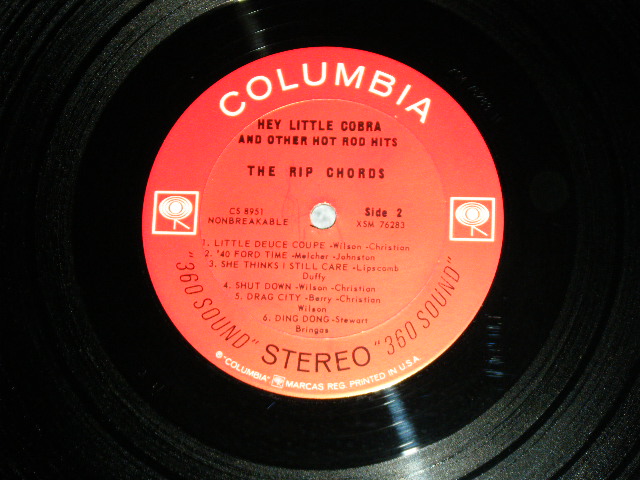 COLUMBIA
HEY LITTLE COBRA
AND OTHER HOT ROD HITS
THE RIP CHORDS
CS 8951
NONBREAKABLE
Side 2
XSM 76283
1. LITTLE DEUCE COUPE -Wilson -Christian
2. '40 FORD TIME -Melcher -Johnston
3. SHE THINKS I STILL CARE -Lipscomb
Duffy
4. SHUT DOWN -Wilson -Christian
5. DRAG CITY -Berry -Christian
Wilson
6. DING DONG -Stewart
Bringas
"360 SOUND" STEREO "360 SOUND"
® "COLUMBIA" MARCAS REG. PRINTED IN U.S.A.